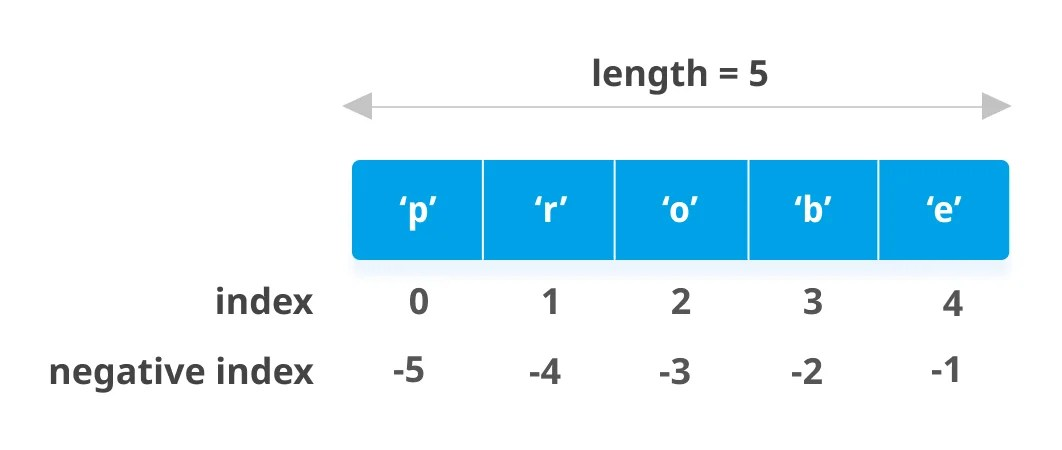 length = 5
‘p’ ‘r’ ‘o’ ‘b’ ‘e’
index 0 1 2 3 4
negative index -5 -4 -3 -2 -1